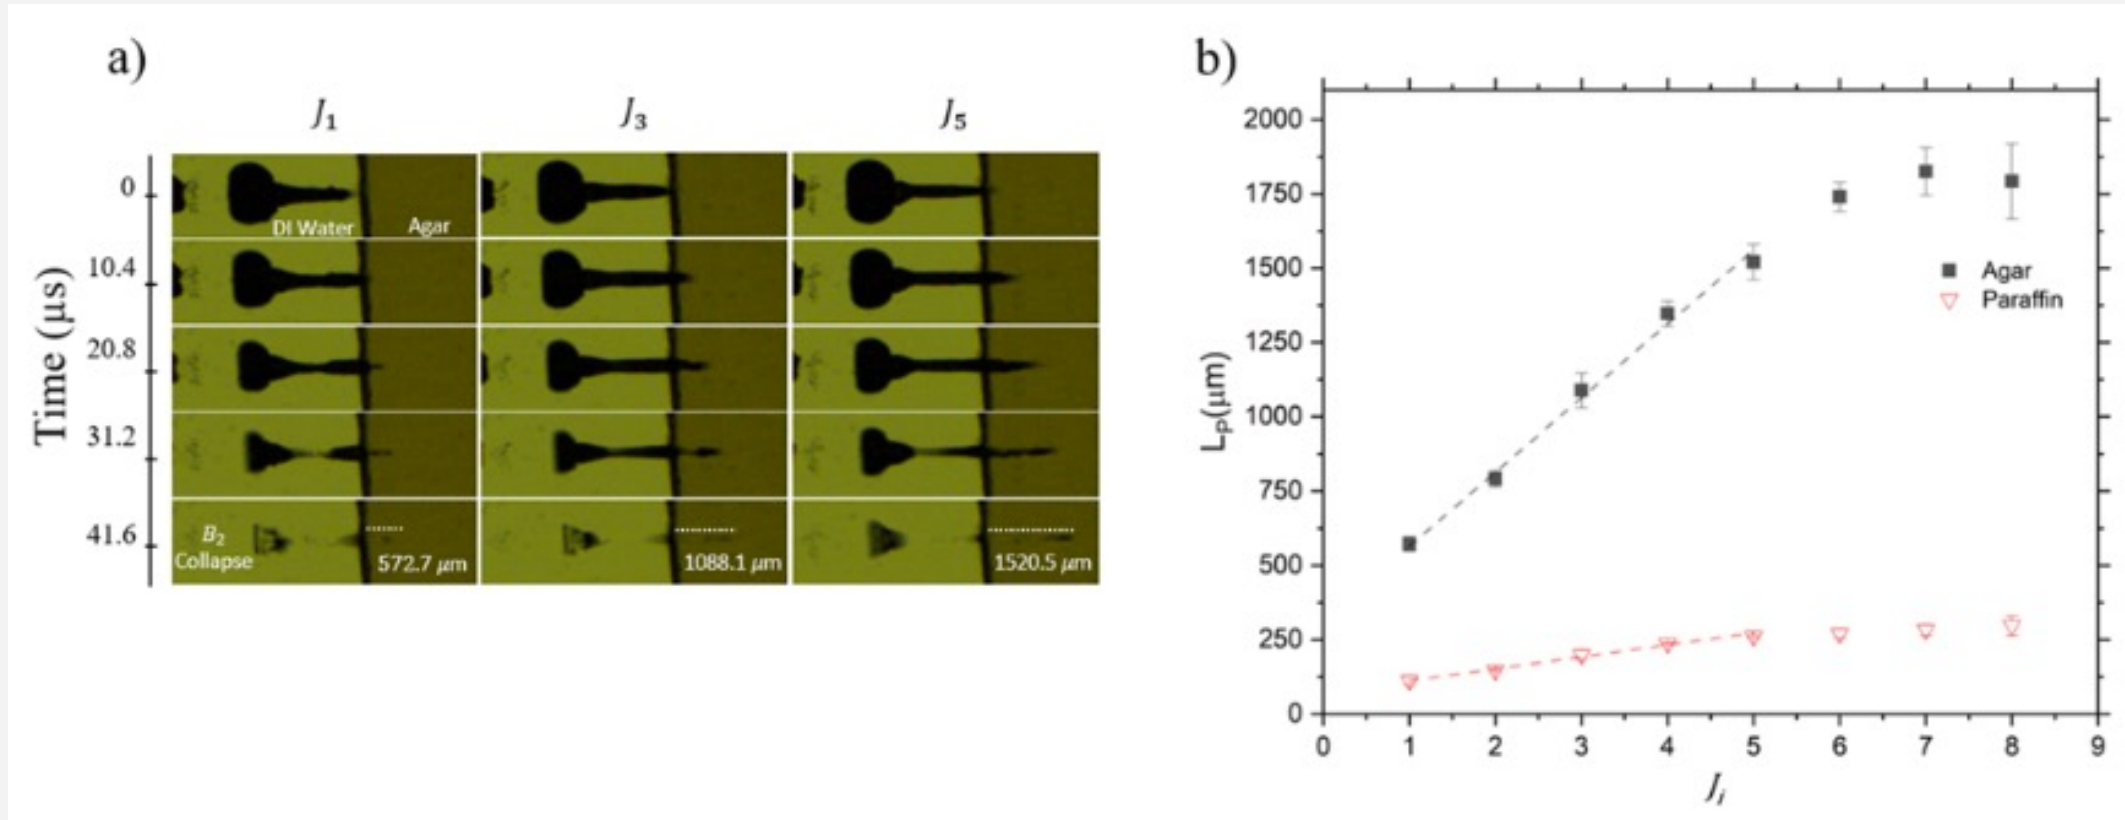 a)
J₁ J₃ J₅
Time (μs)
0
DI Water Agar
10.4
20.8
31.2
41.6
B₂
Collapse
572.7 μm 1088.1 μm 1520.5 μm
b)
2000
1750
1500
1250
1000
750
500
250
0
Lₚ(μm)
Agar
Paraffin
0 1 2 3 4 5 6 7 8 9
Jᵢ